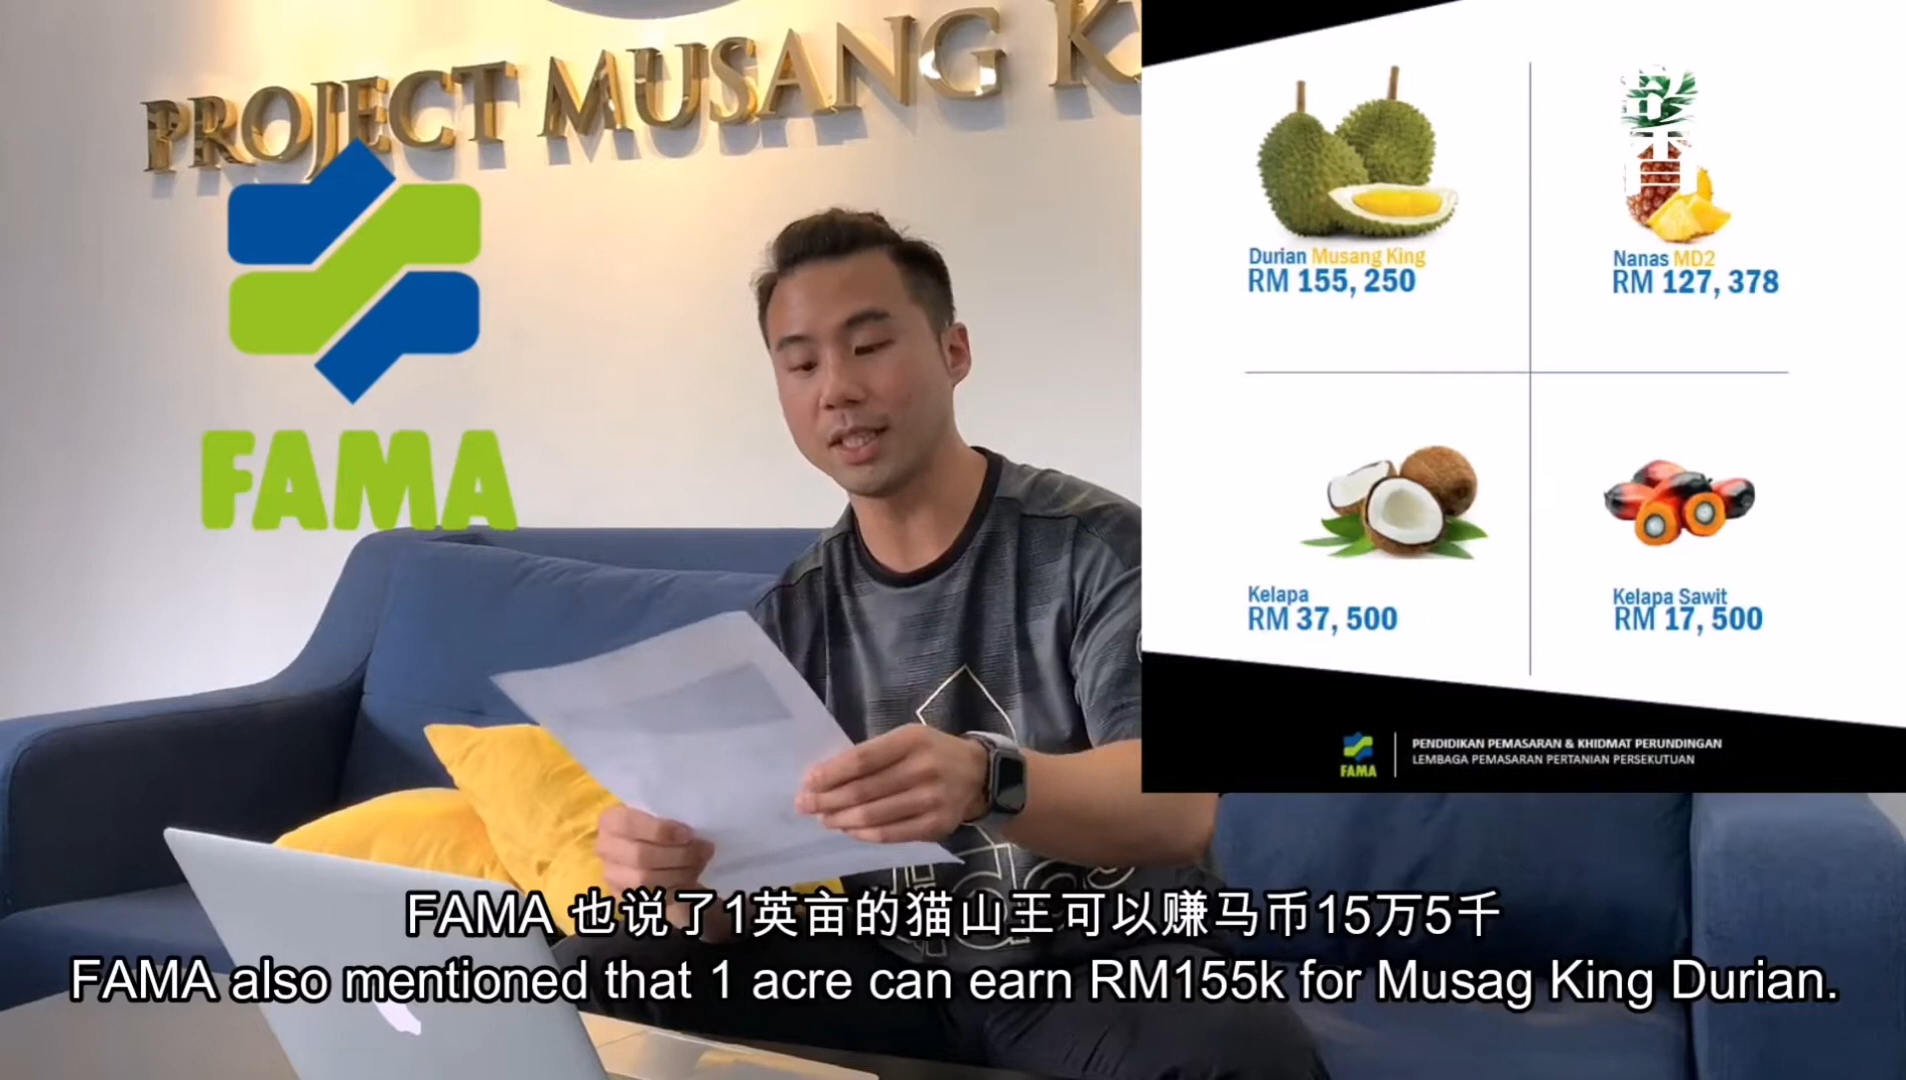 PROJECT MUSANG K
FAMA
Durian Musang King
RM 155, 250
Nanas MD2
RM 127, 378
Kelapa
RM 37, 500
Kelapa Sawit
RM 17, 500
FAMA
PENDIDIKAN PEMASARAN & KHIDMAT PERUNDINGAN
LEMBAGA PEMASARAN PERTANIAN PERSEKUTUAN
FAMA 也说了1英亩的猫山王可以赚马币15万5千
FAMA also mentioned that 1 acre can earn RM155k for Musag King Durian.